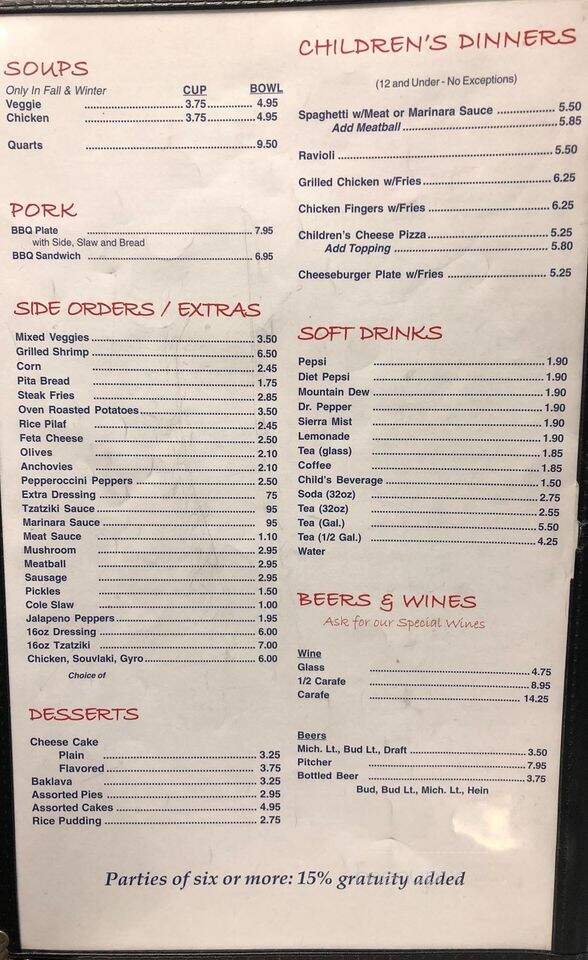 SOUPS
Only In Fall & Winter CUP BOWL
Veggie 3.75 4.95
Chicken 3.75 4.95
Quarts 9.50
PORK
BBQ Plate 7.95
with Side, Slaw and Bread
BBQ Sandwich 6.95
SIDE ORDERS / EXTRAS
Mixed Veggies 3.50
Grilled Shrimp 6.50
Corn 2.45
Pita Bread 1.75
Steak Fries 2.85
Oven Roasted Potatoes 3.50
Rice Pilaf 2.45
Feta Cheese 2.50
Olives 2.10
Anchovies 2.10
Pepperoccini Peppers 2.50
Extra Dressing 75
Tzatziki Sauce 95
Marinara Sauce 95
Meat Sauce 1.10
Mushroom 2.95
Meatball 2.95
Sausage 2.95
Pickles 1.50
Cole Slaw 1.00
Jalapeno Peppers 1.95
16oz Dressing 6.00
16oz Tzatziki 7.00
Chicken, Souvlaki, Gyro 6.00
Choice of
DESSERTS
Cheese Cake
Plain 3.25
Flavored 3.75
Baklava 3.25
Assorted Pies 2.95
Assorted Cakes 4.95
Rice Pudding 2.75
CHILDREN'S DINNERS
(12 and Under - No Exceptions)
Spaghetti w/Meat or Marinara Sauce 5.50
Add Meatball 5.85
Ravioli 5.50
Grilled Chicken w/Fries 6.25
Chicken Fingers w/Fries 6.25
Children's Cheese Pizza 5.25
Add Topping 5.80
Cheeseburger Plate w/Fries 5.25
SOFT DRINKS
Pepsi 1.90
Diet Pepsi 1.90
Mountain Dew 1.90
Dr. Pepper 1.90
Sierra Mist 1.90
Lemonade 1.90
Tea (glass) 1.85
Coffee 1.85
Child's Beverage 1.50
Soda (32oz) 2.75
Tea (32oz) 2.55
Tea (Gal.) 5.50
Tea (1/2 Gal.) 4.25
Water
BEERS & WINES
Ask for our Special Wines
Wine
Glass 4.75
1/2 Carafe 8.95
Carafe 14.25
Beers
Mich. Lt., Bud Lt., Draft 3.50
Pitcher 7.95
Bottled Beer 3.75
Bud, Bud Lt., Mich. Lt., Hein
Parties of six or more: 15% gratuity added